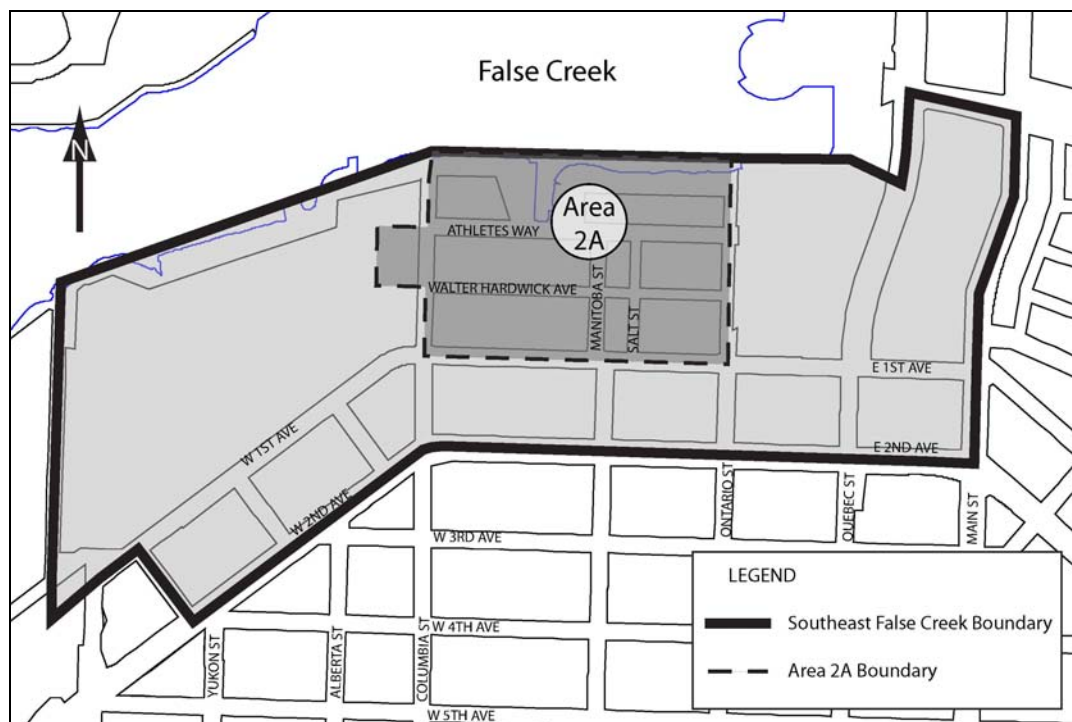 False Creek
N
Area
2A
ATHLETES WAY
WALTER HARDWICK AVE
MANITOBA ST
SALT ST
E 1ST AVE
W 1ST AVE
E 2ND AVE
W 2ND AVE
ONTARIO ST
QUEBEC ST
MAIN ST
W 3RD AVE
W 4TH AVE
YUKON ST
ALBERTA ST
COLUMBIA ST
W 5TH AVE
LEGEND
Southeast False Creek Boundary
Area 2A Boundary